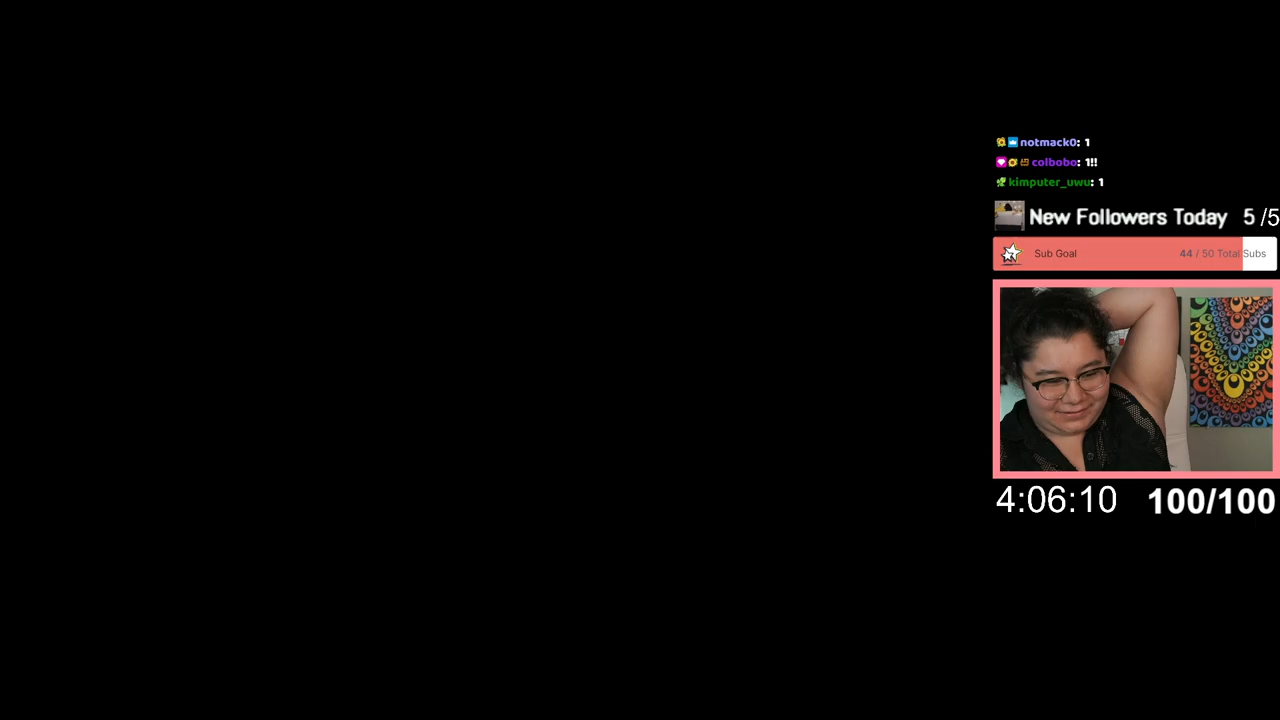 notmack0: 1
colbobo: 1!!
kimputer_uwu: 1
New Followers Today 5 /5
Sub Goal 44 / 50 Total Subs
4:06:10 100/100